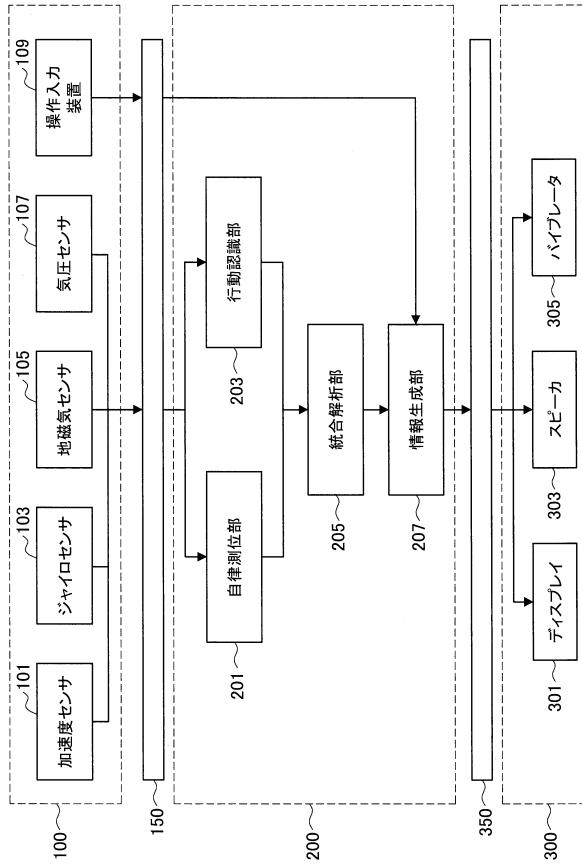 101
加速度センサ
103
ジャイロセンサ
105
地磁気センサ
107
気圧センサ
109
操作入力
装置
100
150
自律測位部
201
行動認識部
203
統合解析部
205
情報生成部
207
200
350
ディスプレイ
301
スピーカ
303
バイブレータ
305
300